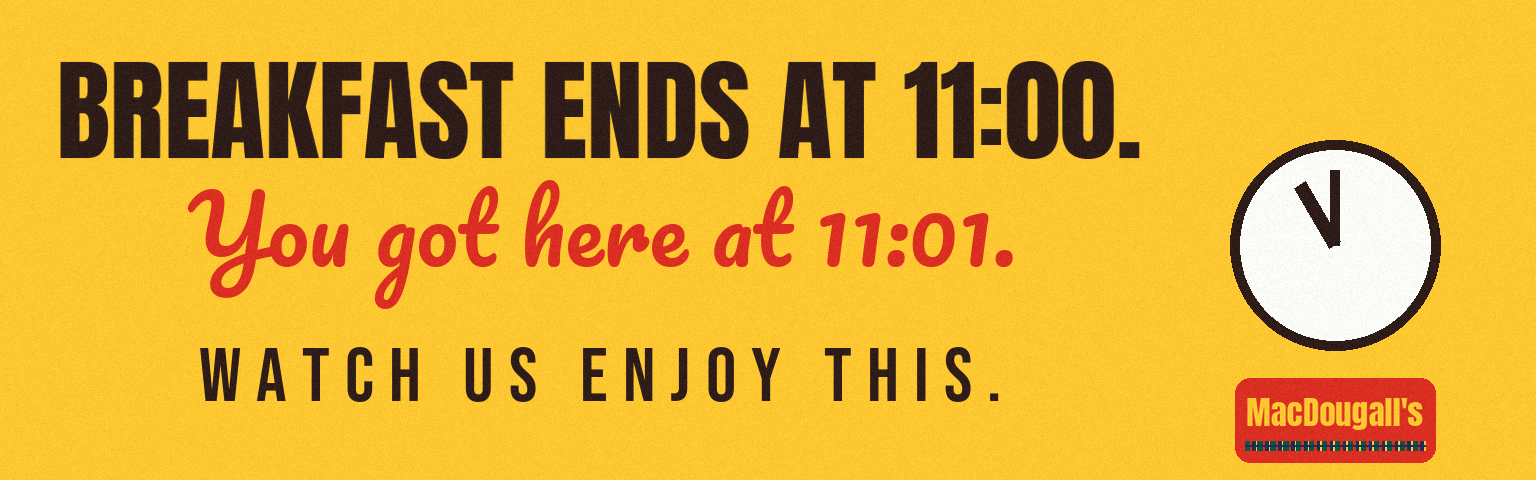 BREAKFAST ENDS AT 11:00.
You got here at 11:01.
WATCH US ENJOY THIS.
MacDougall's